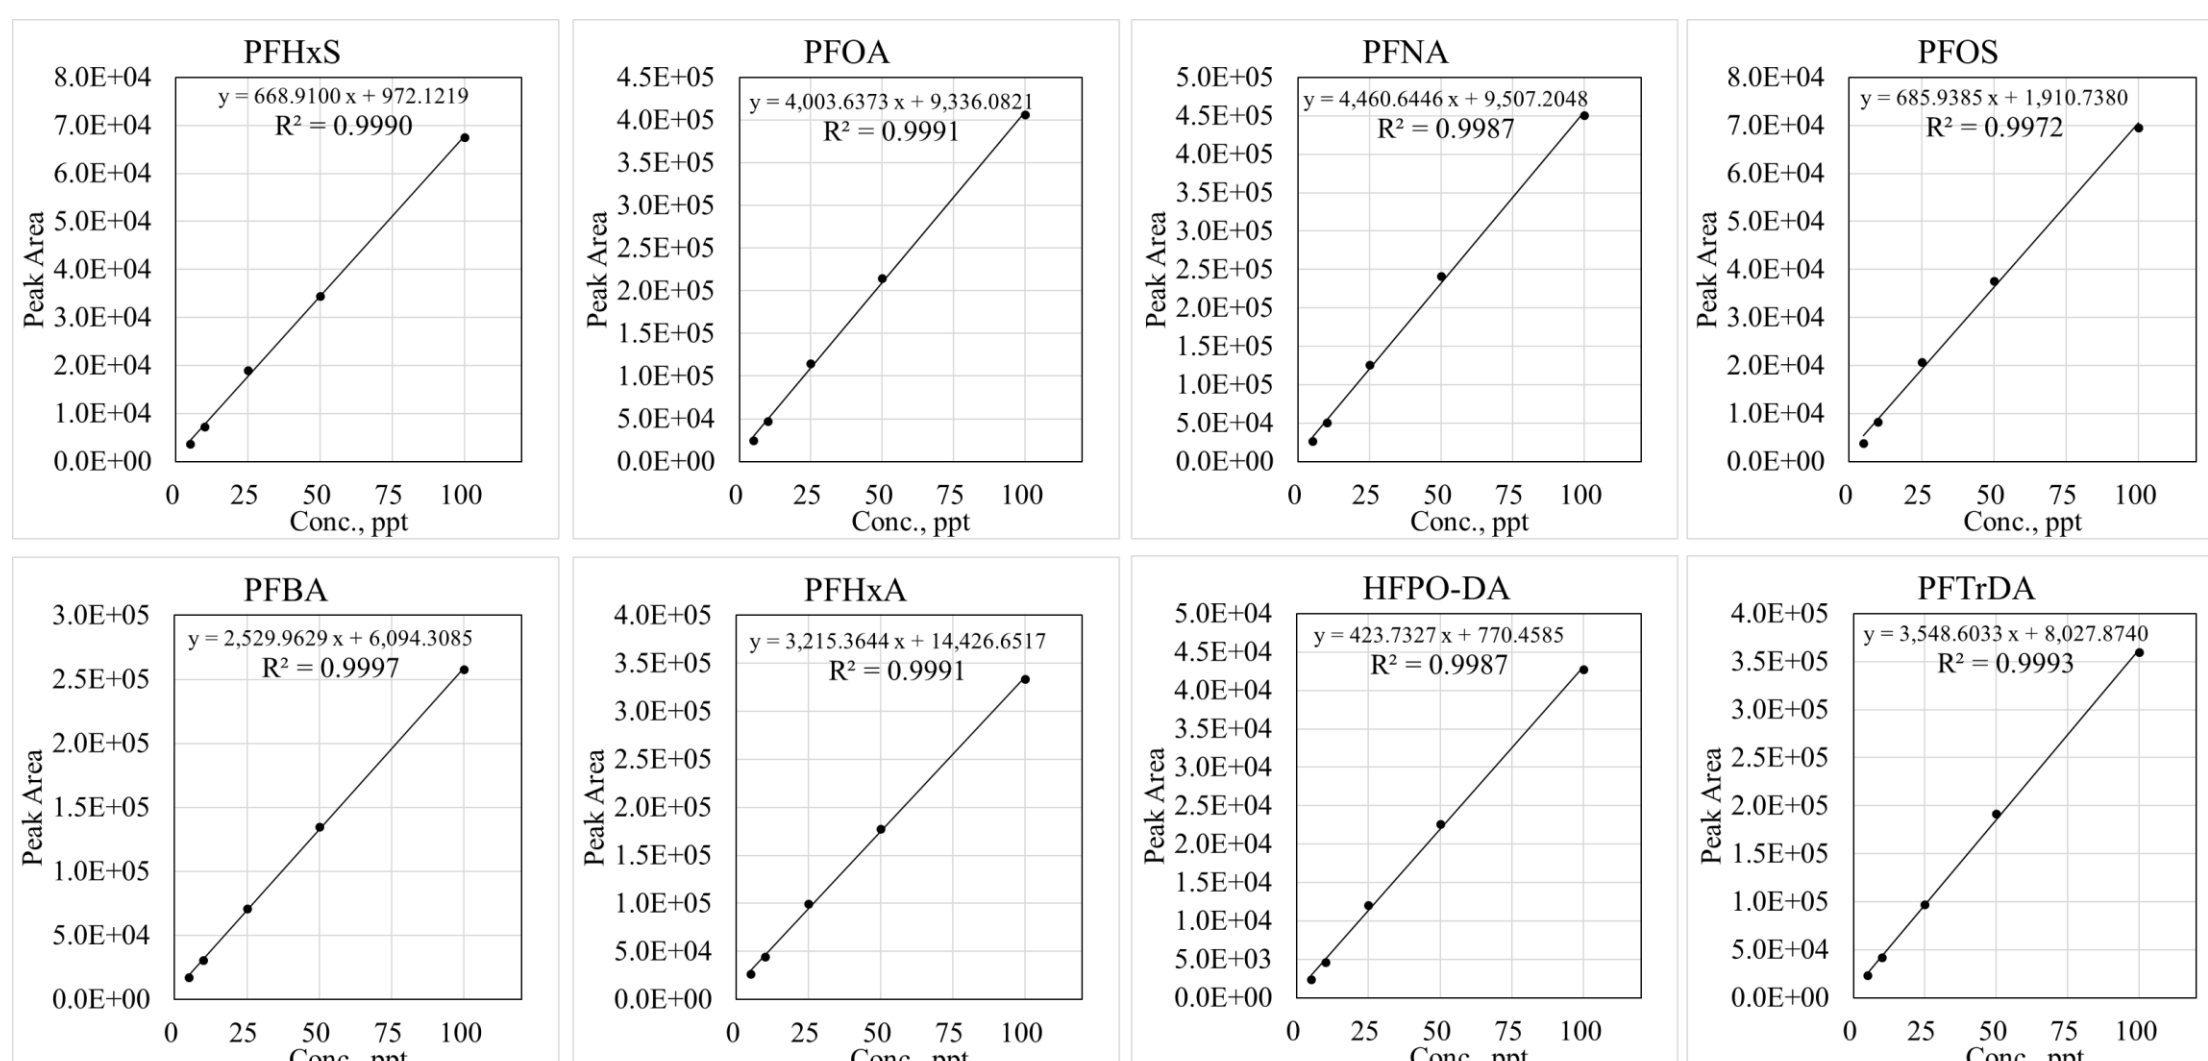 PFHxS
8.0E+04
y = 668.9100 x + 972.1219
R² = 0.9990
7.0E+04
6.0E+04
5.0E+04
4.0E+04
3.0E+04
2.0E+04
1.0E+04
0.0E+00
Peak Area
0 25 50 75 100
Conc., ppt
PFOA
4.5E+05
y = 4,003.6373 x + 9,336.0821
R² = 0.9991
4.0E+05
3.5E+05
3.0E+05
2.5E+05
2.0E+05
1.5E+05
1.0E+05
5.0E+04
0.0E+00
Peak Area
0 25 50 75 100
Conc., ppt
PFNA
5.0E+05
y = 4,460.6446 x + 9,507.2048
R² = 0.9987
4.5E+05
4.0E+05
3.5E+05
3.0E+05
2.5E+05
2.0E+05
1.5E+05
1.0E+05
5.0E+04
0.0E+00
Peak Area
0 25 50 75 100
Conc., ppt
PFOS
8.0E+04
y = 685.9385 x + 1,910.7380
R² = 0.9972
7.0E+04
6.0E+04
5.0E+04
4.0E+04
3.0E+04
2.0E+04
1.0E+04
0.0E+00
Peak Area
0 25 50 75 100
Conc., ppt
PFBA
3.0E+05
y = 2,529.9629 x + 6,094.3085
R² = 0.9997
2.5E+05
2.0E+05
1.5E+05
1.0E+05
5.0E+04
0.0E+00
Peak Area
0 25 50 75 100
Conc., ppt
PFHxA
4.0E+05
y = 3,215.3644 x + 14,426.6517
R² = 0.9991
3.5E+05
3.0E+05
2.5E+05
2.0E+05
1.5E+05
1.0E+05
5.0E+04
0.0E+00
Peak Area
0 25 50 75 100
Conc., ppt
HFPO-DA
5.0E+04
y = 423.7327 x + 770.4585
R² = 0.9987
4.5E+04
4.0E+04
3.5E+04
3.0E+04
2.5E+04
2.0E+04
1.5E+04
1.0E+04
5.0E+03
0.0E+00
Peak Area
0 25 50 75 100
Conc., ppt
PFTrDA
4.0E+05
y = 3,548.6033 x + 8,027.8740
R² = 0.9993
3.5E+05
3.0E+05
2.5E+05
2.0E+05
1.5E+05
1.0E+05
5.0E+04
0.0E+00
Peak Area
0 25 50 75 100
Conc., ppt